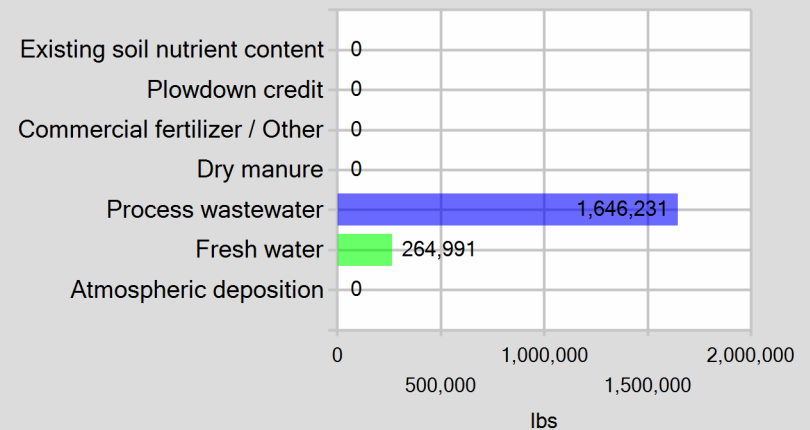 Existing soil nutrient content 0
Plowdown credit 0
Commercial fertilizer / Other 0
Dry manure 0
Process wastewater 1,646,231
Fresh water 264,991
Atmospheric deposition 0
0 1,000,000 2,000,000
500,000 1,500,000
lbs